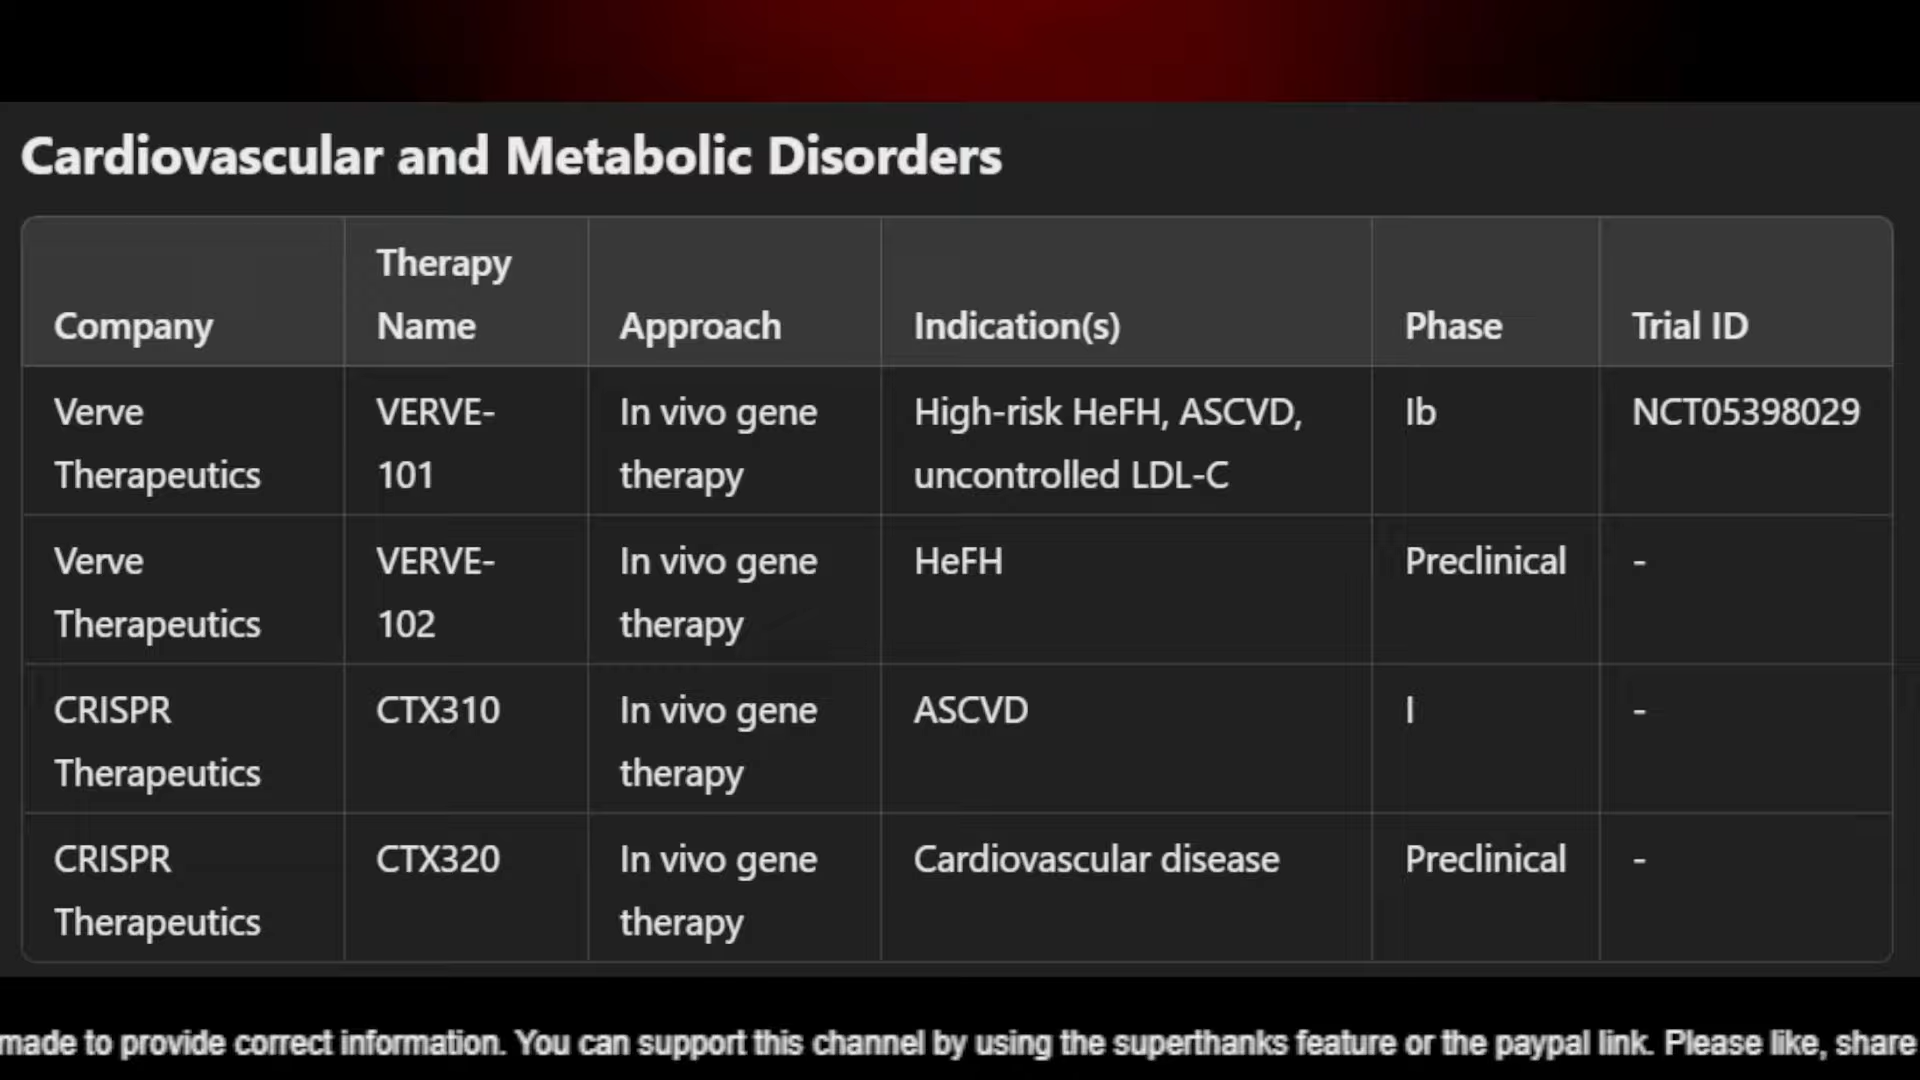 Cardiovascular and Metabolic Disorders
Company | Therapy Name | Approach | Indication(s) | Phase | Trial ID
Verve Therapeutics | VERVE-101 | In vivo gene therapy | High-risk HeFH, ASCVD, uncontrolled LDL-C | Ib | NCT05398029
Verve Therapeutics | VERVE-102 | In vivo gene therapy | HeFH | Preclinical | -
CRISPR Therapeutics | CTX310 | In vivo gene therapy | ASCVD | I | -
CRISPR Therapeutics | CTX320 | In vivo gene therapy | Cardiovascular disease | Preclinical | -
made to provide correct information. You can support this channel by using the superthanks feature or the paypal link. Please like, share